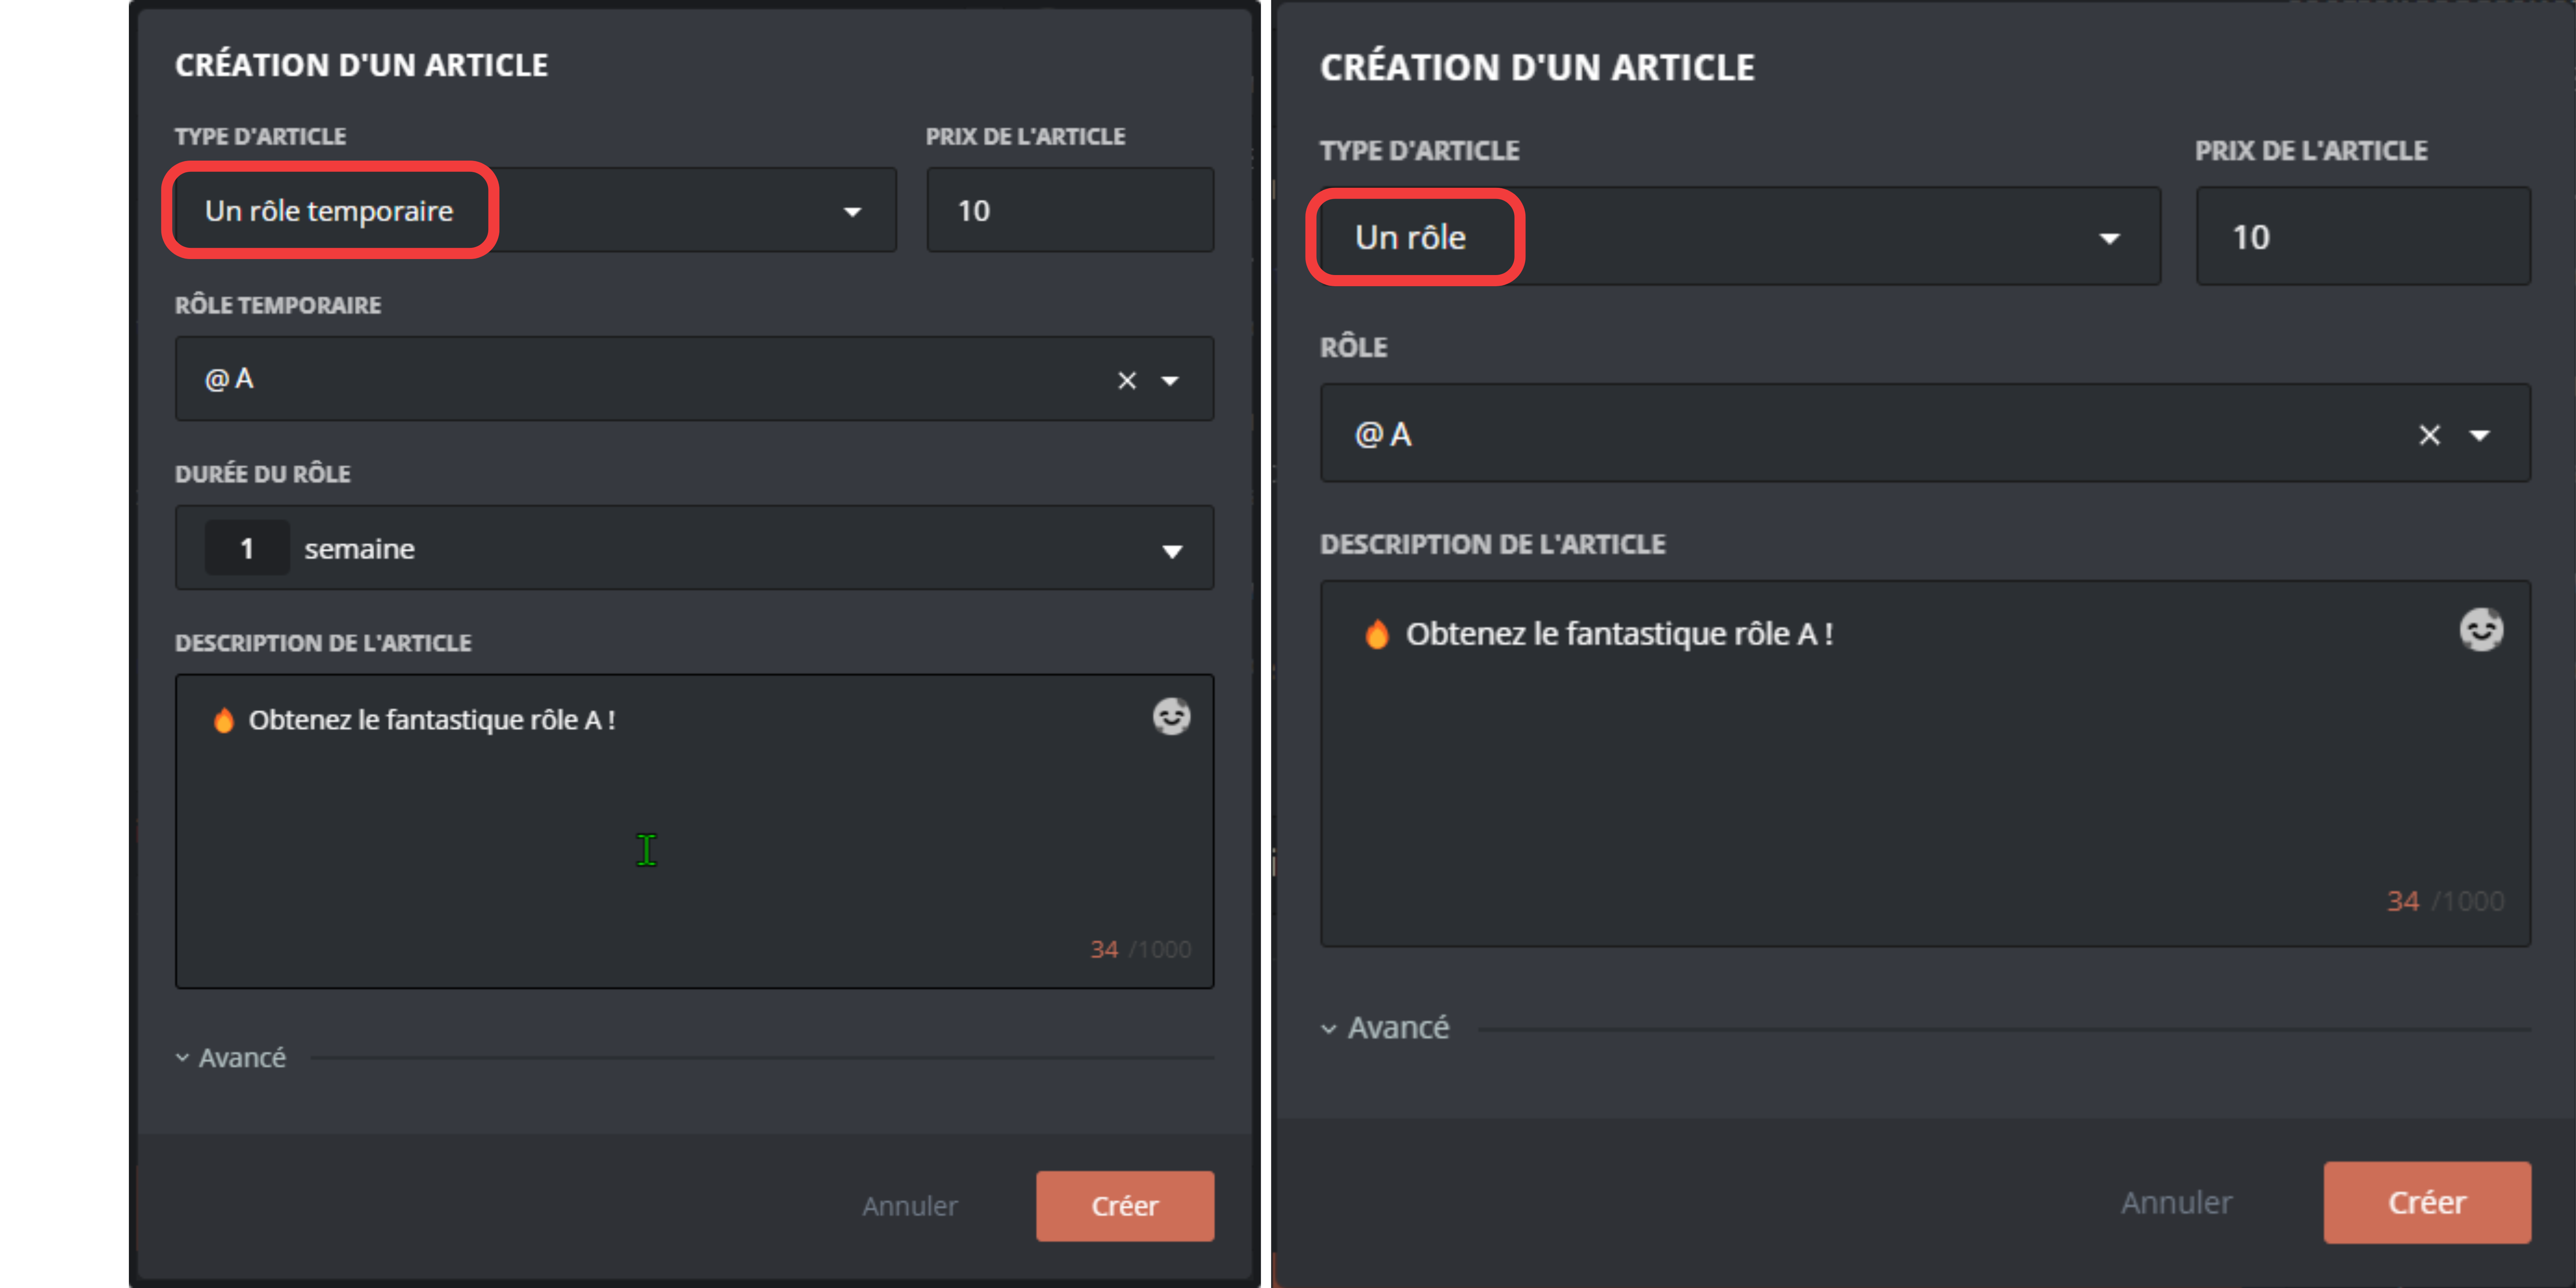 CRÉATION D'UN ARTICLE
TYPE D'ARTICLE PRIX DE L'ARTICLE
Un rôle temporaire 10
RÔLE TEMPORAIRE
@ A
DURÉE DU RÔLE
1 semaine
DESCRIPTION DE L'ARTICLE
🔥 Obtenez le fantastique rôle A !
34 /1000
Avancé
Annuler Créer
CRÉATION D'UN ARTICLE
TYPE D'ARTICLE PRIX DE L'ARTICLE
Un rôle 10
RÔLE
@ A
DESCRIPTION DE L'ARTICLE
🔥 Obtenez le fantastique rôle A !
34 /1000
Avancé
Annuler Créer